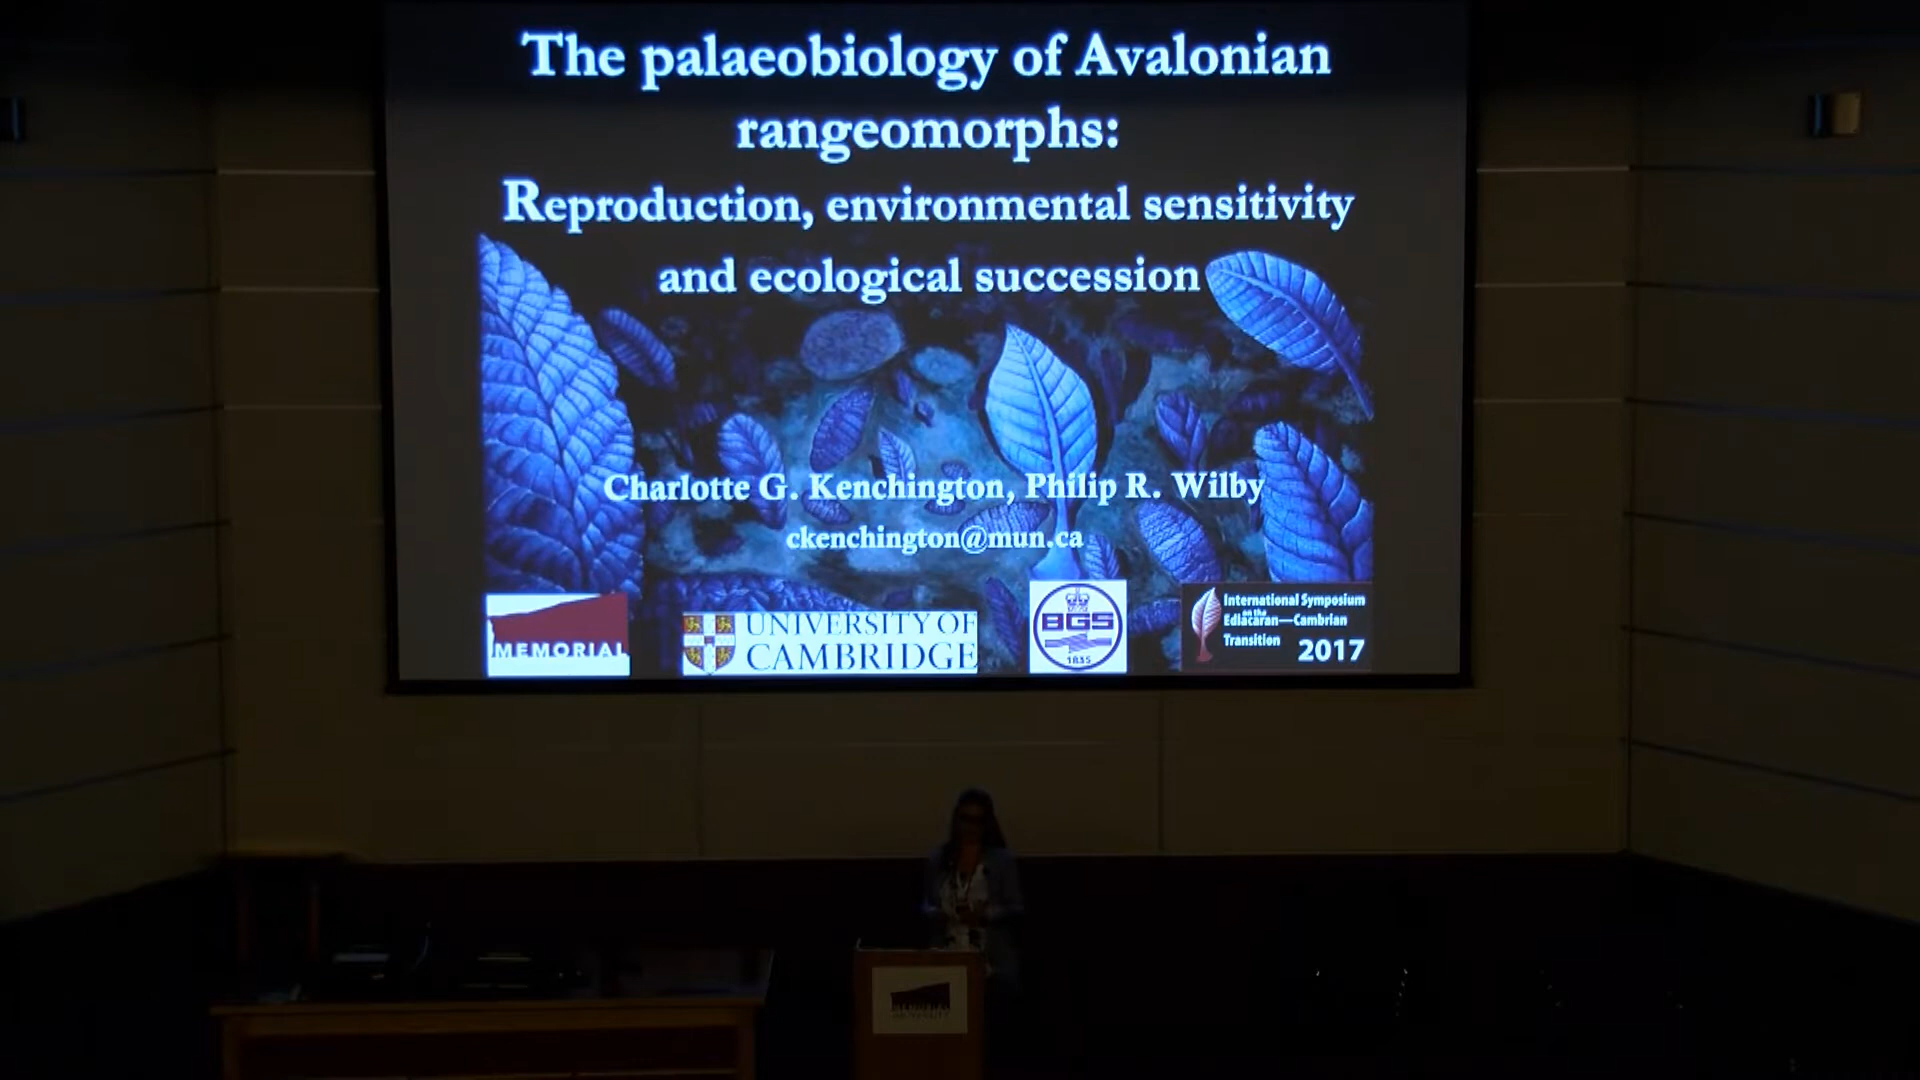 The palaeobiology of Avalonian
rangeomorphs:
Reproduction, environmental sensitivity
and ecological succession
Charlotte G. Kenchington, Philip R. Wilby
ckenchington@mun.ca
MEMORIAL
UNIVERSITY OF
CAMBRIDGE
BGS
1835
International Symposium
on the
Ediacaran—Cambrian
Transition
2017